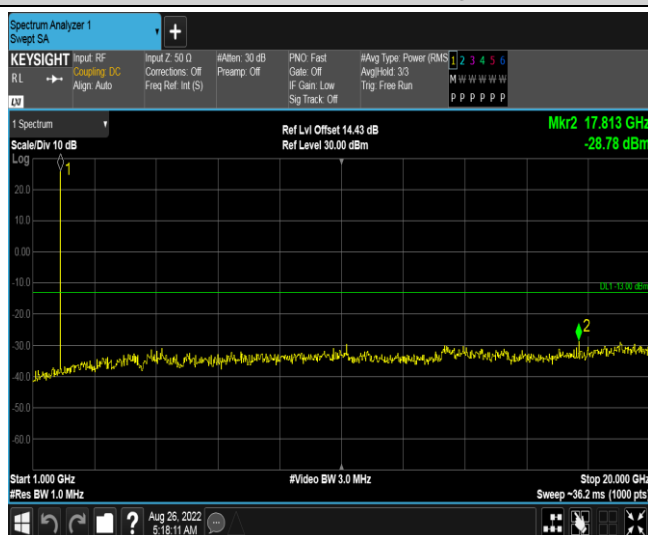 Spectrum Analyzer 1
Swept SA
+
KEYSIGHT
RL
LXI
Input: RF
Coupling: DC
Align: Auto
Input Z: 50 Ω
Corrections: Off
Freq Ref: Int (S)
#Atten: 30 dB
Preamp: Off
PNO: Fast
Gate: Off
IF Gain: Low
Sig Track: Off
#Avg Type: Power (RMS
Avg|Hold: 3/3
Trig: Free Run
1 2 3 4 5 6
M W W W W W
P P P P P P
1 Spectrum
Scale/Div 10 dB
Ref Lvl Offset 14.43 dB
Ref Level 30.00 dBm
Mkr2 17.813 GHz
-28.78 dBm
Log
1
20.0
10.0
0.00
-10.0
DL1 -13.00 dBm
-20.0
2
-30.0
-40.0
-50.0
-60.0
Start 1.000 GHz
#Video BW 3.0 MHz
Stop 20.000 GHz
#Res BW 1.0 MHz
Sweep ~36.2 ms (1000 pts)
?
Aug 26, 2022
5:18:11 AM